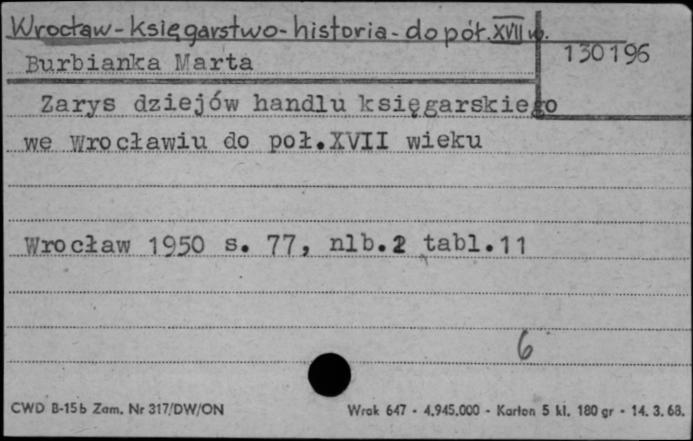 Wrocław - Księgarstwo - historia - do pół. XVII w.
130196
Burbianka Marta
Zarys dziejów handlu księgarskiego
we Wrocławiu do poł.XVII wieku
Wrocław 1950 s. 77, nlb.2 tabl.11
6
CWD B-15b Zam. Nr 317/DW/ON
Wrak 647 - 4.945.000 - Karton 5 kl. 180 gr - 14. 3. 68.